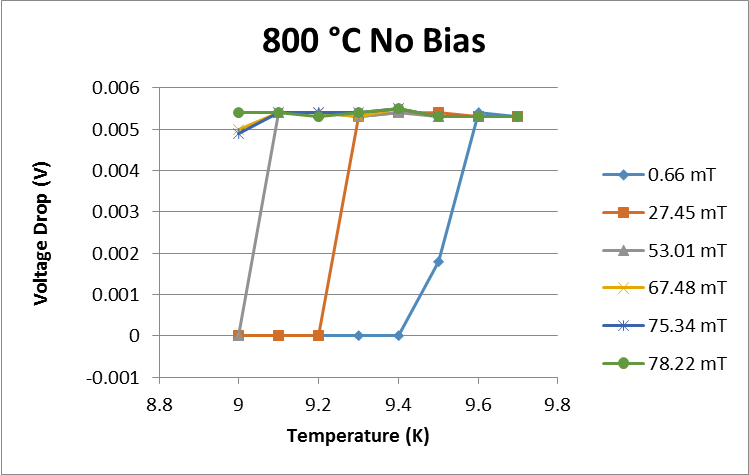 800 °C No Bias
0.006
0.005
0.004
0.003
0.002
0.001
0
-0.001
Voltage Drop (V)
8.8 9 9.2 9.4 9.6 9.8
Temperature (K)
0.66 mT
27.45 mT
53.01 mT
67.48 mT
75.34 mT
78.22 mT